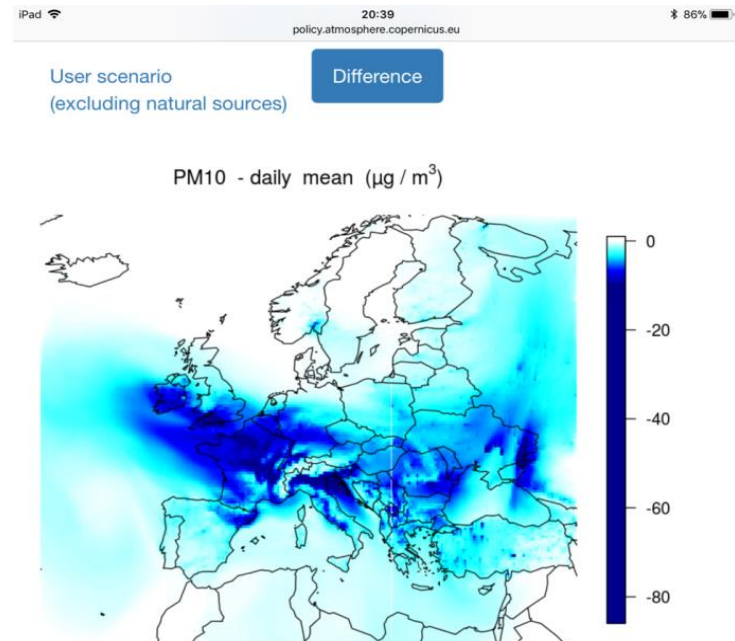 iPad 20:39 86%
policy.atmosphere.copernicus.eu
User scenario
(excluding natural sources)
Difference
PM10 - daily mean (μg / m³)
0
-20
-40
-60
-80